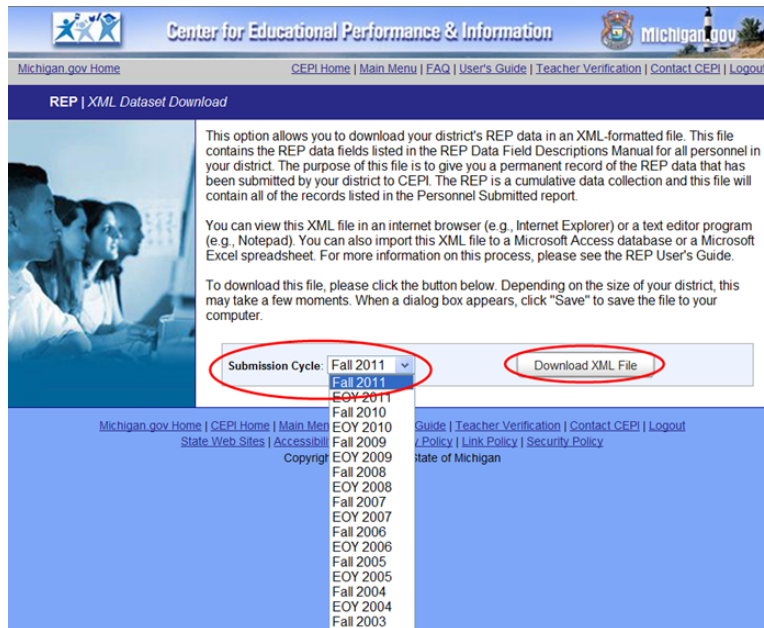 Center for Educational Performance & Information
Michigan.gov
Michigan.gov Home
CEPI Home | Main Menu | FAQ | User's Guide | Teacher Verification | Contact CEPI | Logout
REP | XML Dataset Download
This option allows you to download your district's REP data in an XML-formatted file. This file
contains the REP data fields listed in the REP Data Field Descriptions Manual for all personnel in
your district. The purpose of this file is to give you a permanent record of the REP data that has
been submitted by your district to CEPI. The REP is a cumulative data collection and this file will
contain all of the records listed in the Personnel Submitted report.
You can view this XML file in an internet browser (e.g., Internet Explorer) or a text editor program
(e.g., Notepad). You can also import this XML file to a Microsoft Access database or a Microsoft
Excel spreadsheet. For more information on this process, please see the REP User's Guide.
To download this file, please click the button below. Depending on the size of your district, this
may take a few moments. When a dialog box appears, click "Save" to save the file to your
computer.
Submission Cycle: Fall 2011
Download XML File
Fall 2011
EOY 2011
Fall 2010
EOY 2010
Fall 2009
EOY 2009
Fall 2008
EOY 2008
Fall 2007
EOY 2007
Fall 2006
EOY 2006
Fall 2005
EOY 2005
Fall 2004
EOY 2004
Fall 2003
Michigan.gov Home | CEPI Home | Main Men Guide | Teacher Verification | Contact CEPI | Logout
State Web Sites | Accessibili Policy | Link Policy | Security Policy
Copyrigh State of Michigan